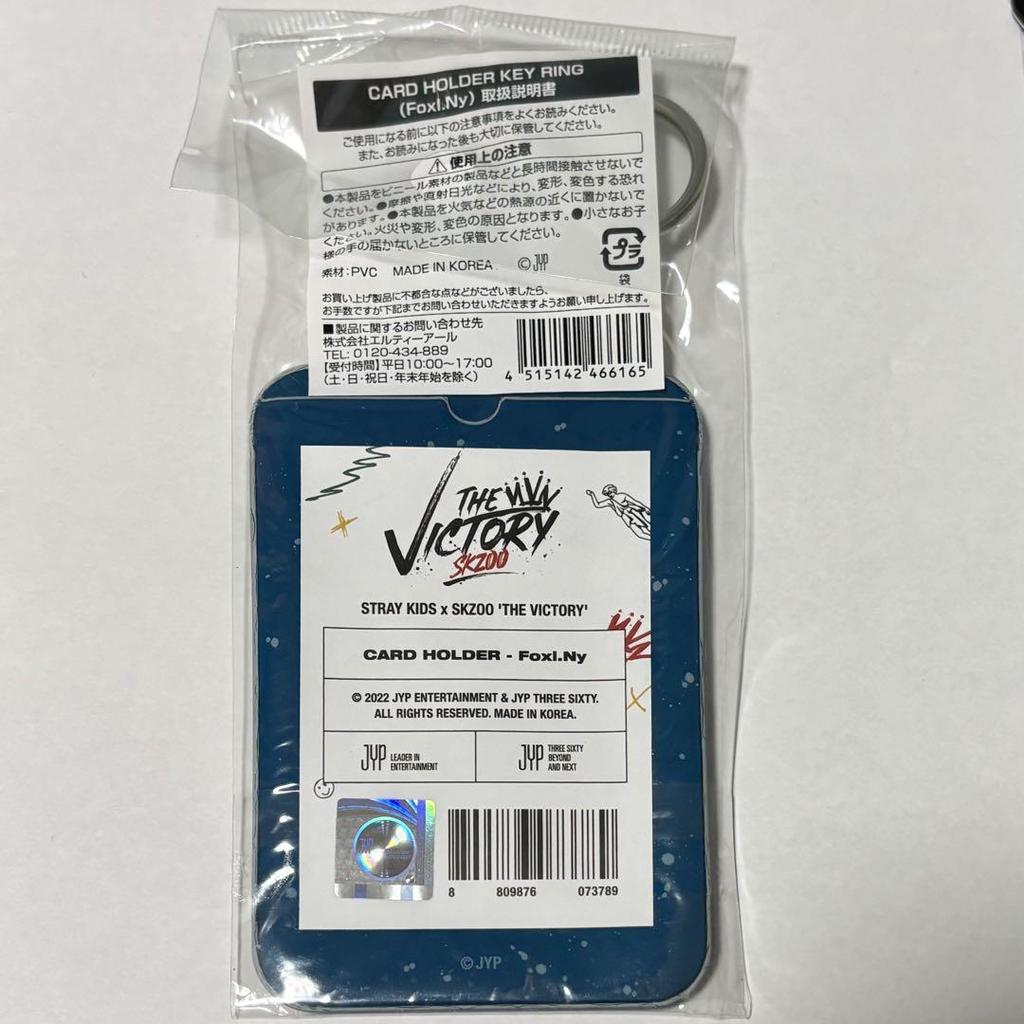 CARD HOLDER KEY RING
(FoxI.Ny) 取扱説明書
ご使用になる前に以下の注意事項をよくお読みください。
また、お読みになった後も大切に保管してください。
⚠使用上の注意
●本製品をビニール素材の製品などと長時間接触させないで
ください。●摩擦や直射日光などにより、変形、変色する恐れ
があります。●本製品を火気などの熱源の近くに置かないで
ください。火災や変形、変色の原因となります。●小さなお子
様の手の届かないところに保管してください。
素材:PVC MADE IN KOREA ©JYP
プラ
袋
お買い上げ製品に不都合な点などがございましたら、
お手数ですが下記までお問い合わせいただきますようお願い申し上げます。
■製品に関するお問い合わせ先
株式会社エルティーアール
TEL: 0120-434-889
【受付時間】平日10:00〜17:00
(土・日・祝日・年末年始を除く)
4 515142 466165
THE
VICTORY
SKZOO
STRAY KIDS x SKZOO 'THE VICTORY'
CARD HOLDER - FoxI.Ny
© 2022 JYP ENTERTAINMENT & JYP THREE SIXTY.
ALL RIGHTS RESERVED. MADE IN KOREA.
JYP LEADER IN
ENTERTAINMENT
JYP THREE SIXTY
BEYOND
AND NEXT
JYP
8 809876 073789
©JYP